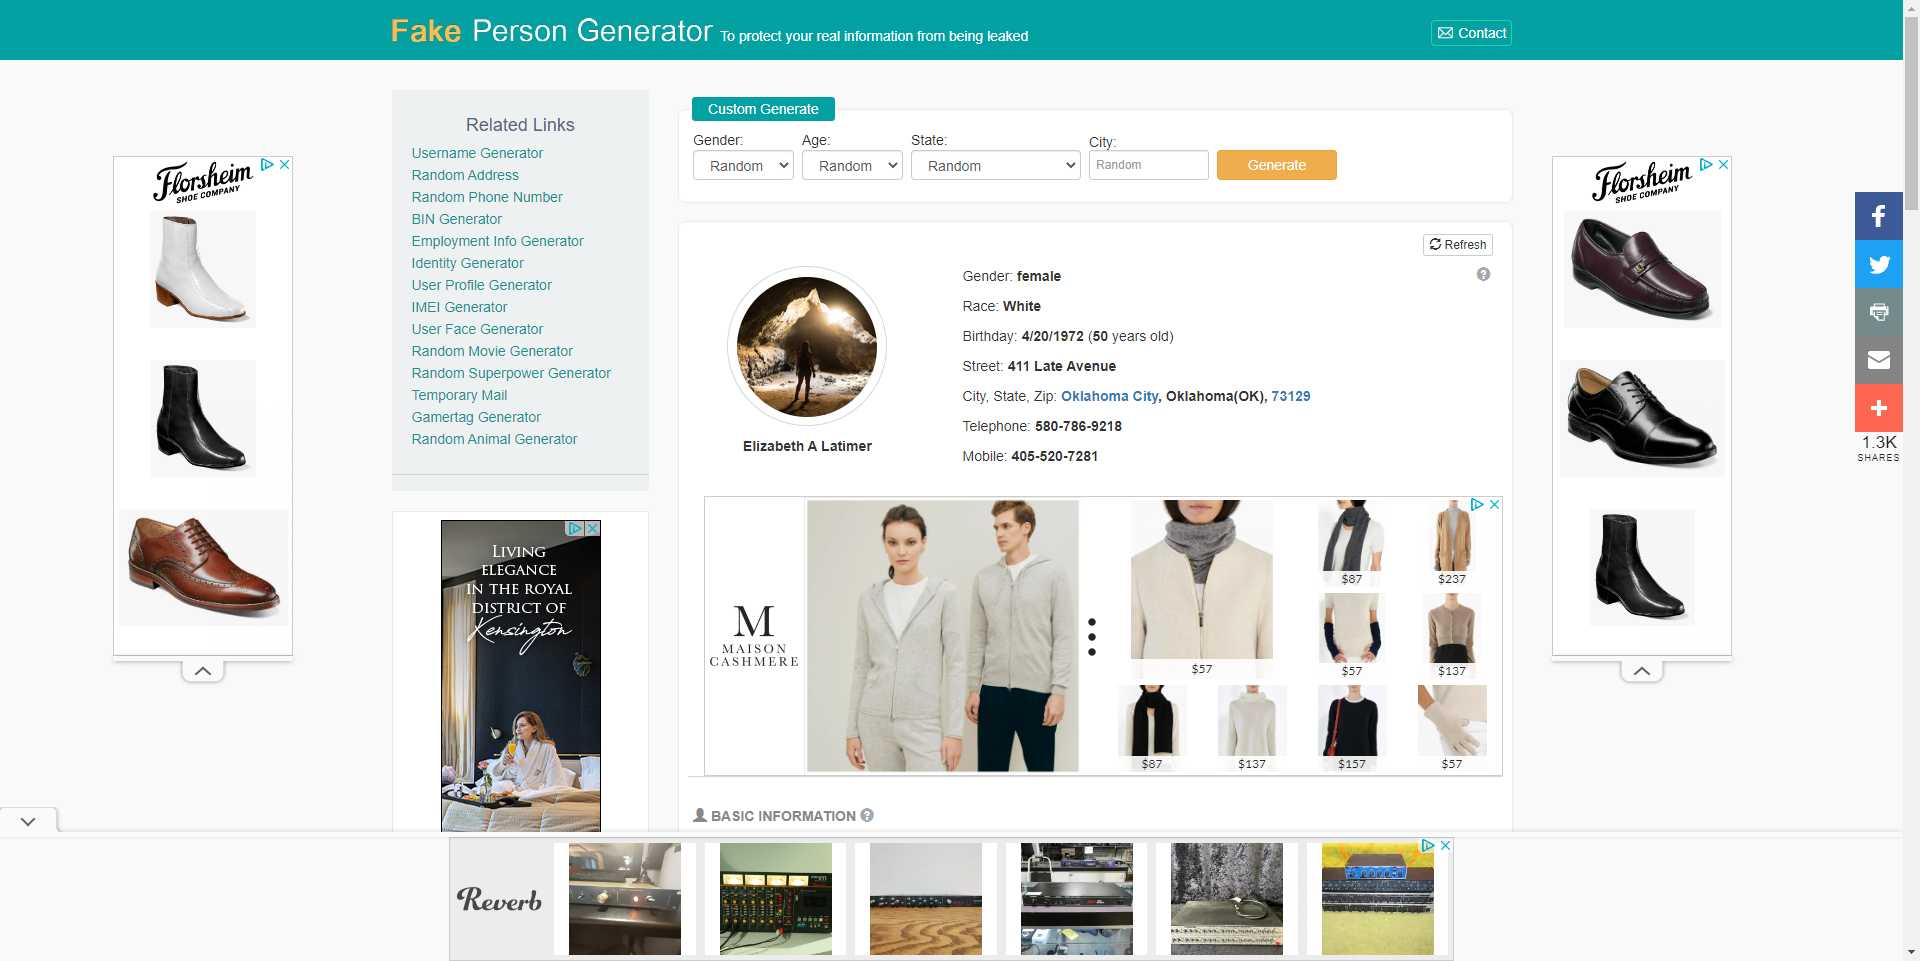 Fake Person Generator To protect your real information from being leaked
Contact
Related Links
Username Generator
Random Address
Random Phone Number
BIN Generator
Employment Info Generator
Identity Generator
User Profile Generator
IMEI Generator
User Face Generator
Random Movie Generator
Random Superpower Generator
Temporary Mail
Gamertag Generator
Random Animal Generator
Custom Generate
Gender:
Random
Age:
Random
State:
Random
City:
Random
Generate
Refresh
Elizabeth A Latimer
Gender: female
Race: White
Birthday: 4/20/1972 (50 years old)
Street: 411 Late Avenue
City, State, Zip: Oklahoma City, Oklahoma(OK), 73129
Telephone: 580-786-9218
Mobile: 405-520-7281
Florsheim
SHOE COMPANY
Florsheim
SHOE COMPANY
1.3K
SHARES
LIVING
ELEGANCE
IN THE ROYAL
DISTRICT OF
Kensington
M
MAISON
CASHMERE
$57
$87
$237
$57
$137
$87
$137
$157
$57
BASIC INFORMATION
Reverb